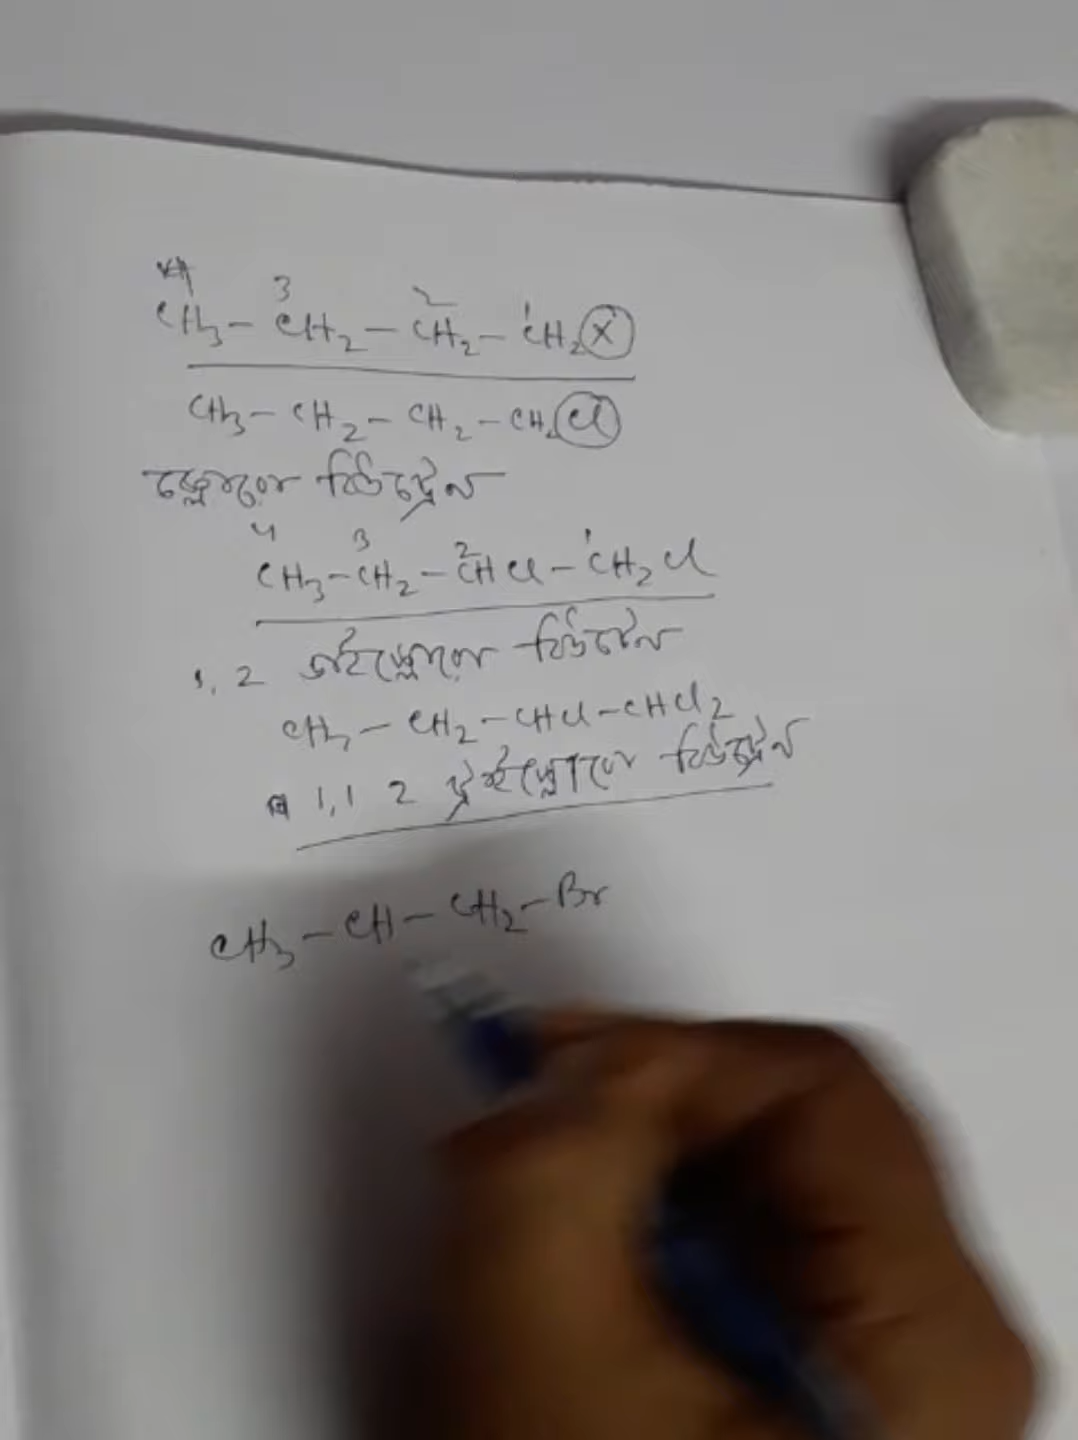 4 3 2 1
CH3 – CH2 – CH2 – CH2 X
CH3 – CH2 – CH2 – CH2 Cl
ক্লোরো বিউটেন
4 3 2 1
CH3 – CH2 – CHCl – CH2Cl
1, 2 ডাইক্লোরো বিউটেন
CH3 – CH2 – CHCl – CHCl2
1,1 2 ট্রাইক্লোরো বিউটেন
CH3 – CH – CH2 – Br